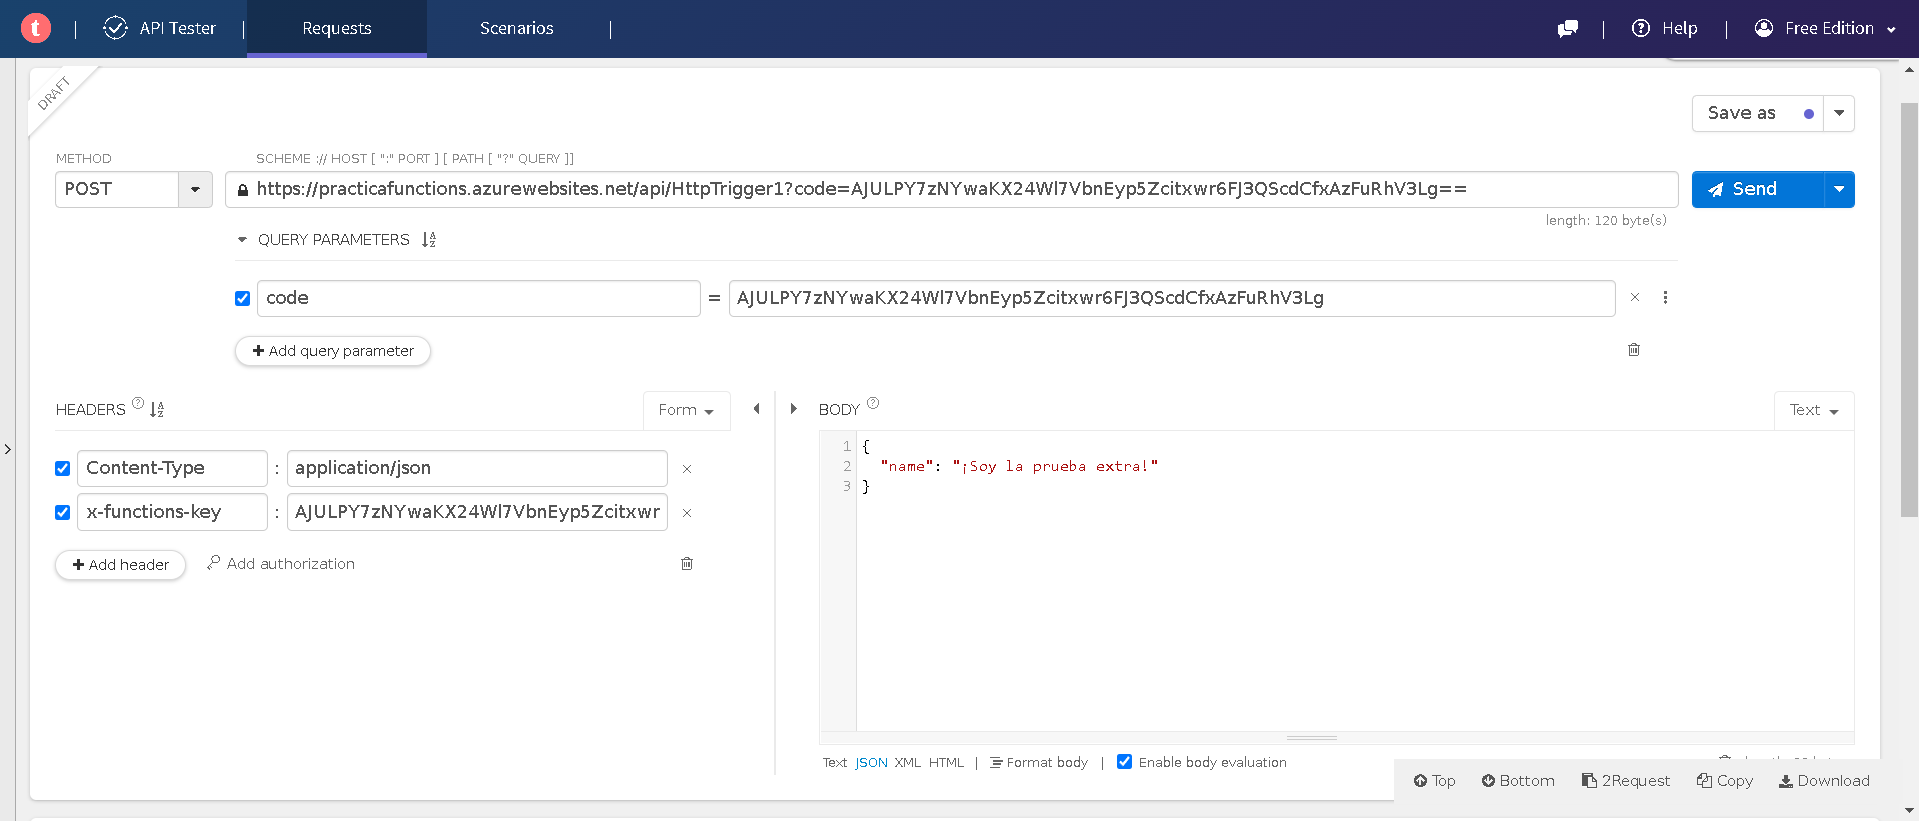 t API Tester Requests Scenarios Help Free Edition
DRAFT
Save as
METHOD SCHEME :// HOST [ ":" PORT ] [ PATH [ "?" QUERY ]]
POST https://practicafunctions.azurewebsites.net/api/HttpTrigger1?code=AJULPY7zNYwaKX24Wl7VbnEyp5Zcitxwr6FJ3QScdCfxAzFuRhV3Lg== Send
length: 120 byte(s)
QUERY PARAMETERS
code = AJULPY7zNYwaKX24Wl7VbnEyp5Zcitxwr6FJ3QScdCfxAzFuRhV3Lg
Add query parameter
HEADERS Form
Content-Type : application/json
x-functions-key : AJULPY7zNYwaKX24Wl7VbnEyp5Zcitxwr
Add header Add authorization
BODY Text
1 {
2 "name": "¡Soy la prueba extra!"
3 }
Text JSON XML HTML | Format body | Enable body evaluation
Top Bottom 2Request Copy Download